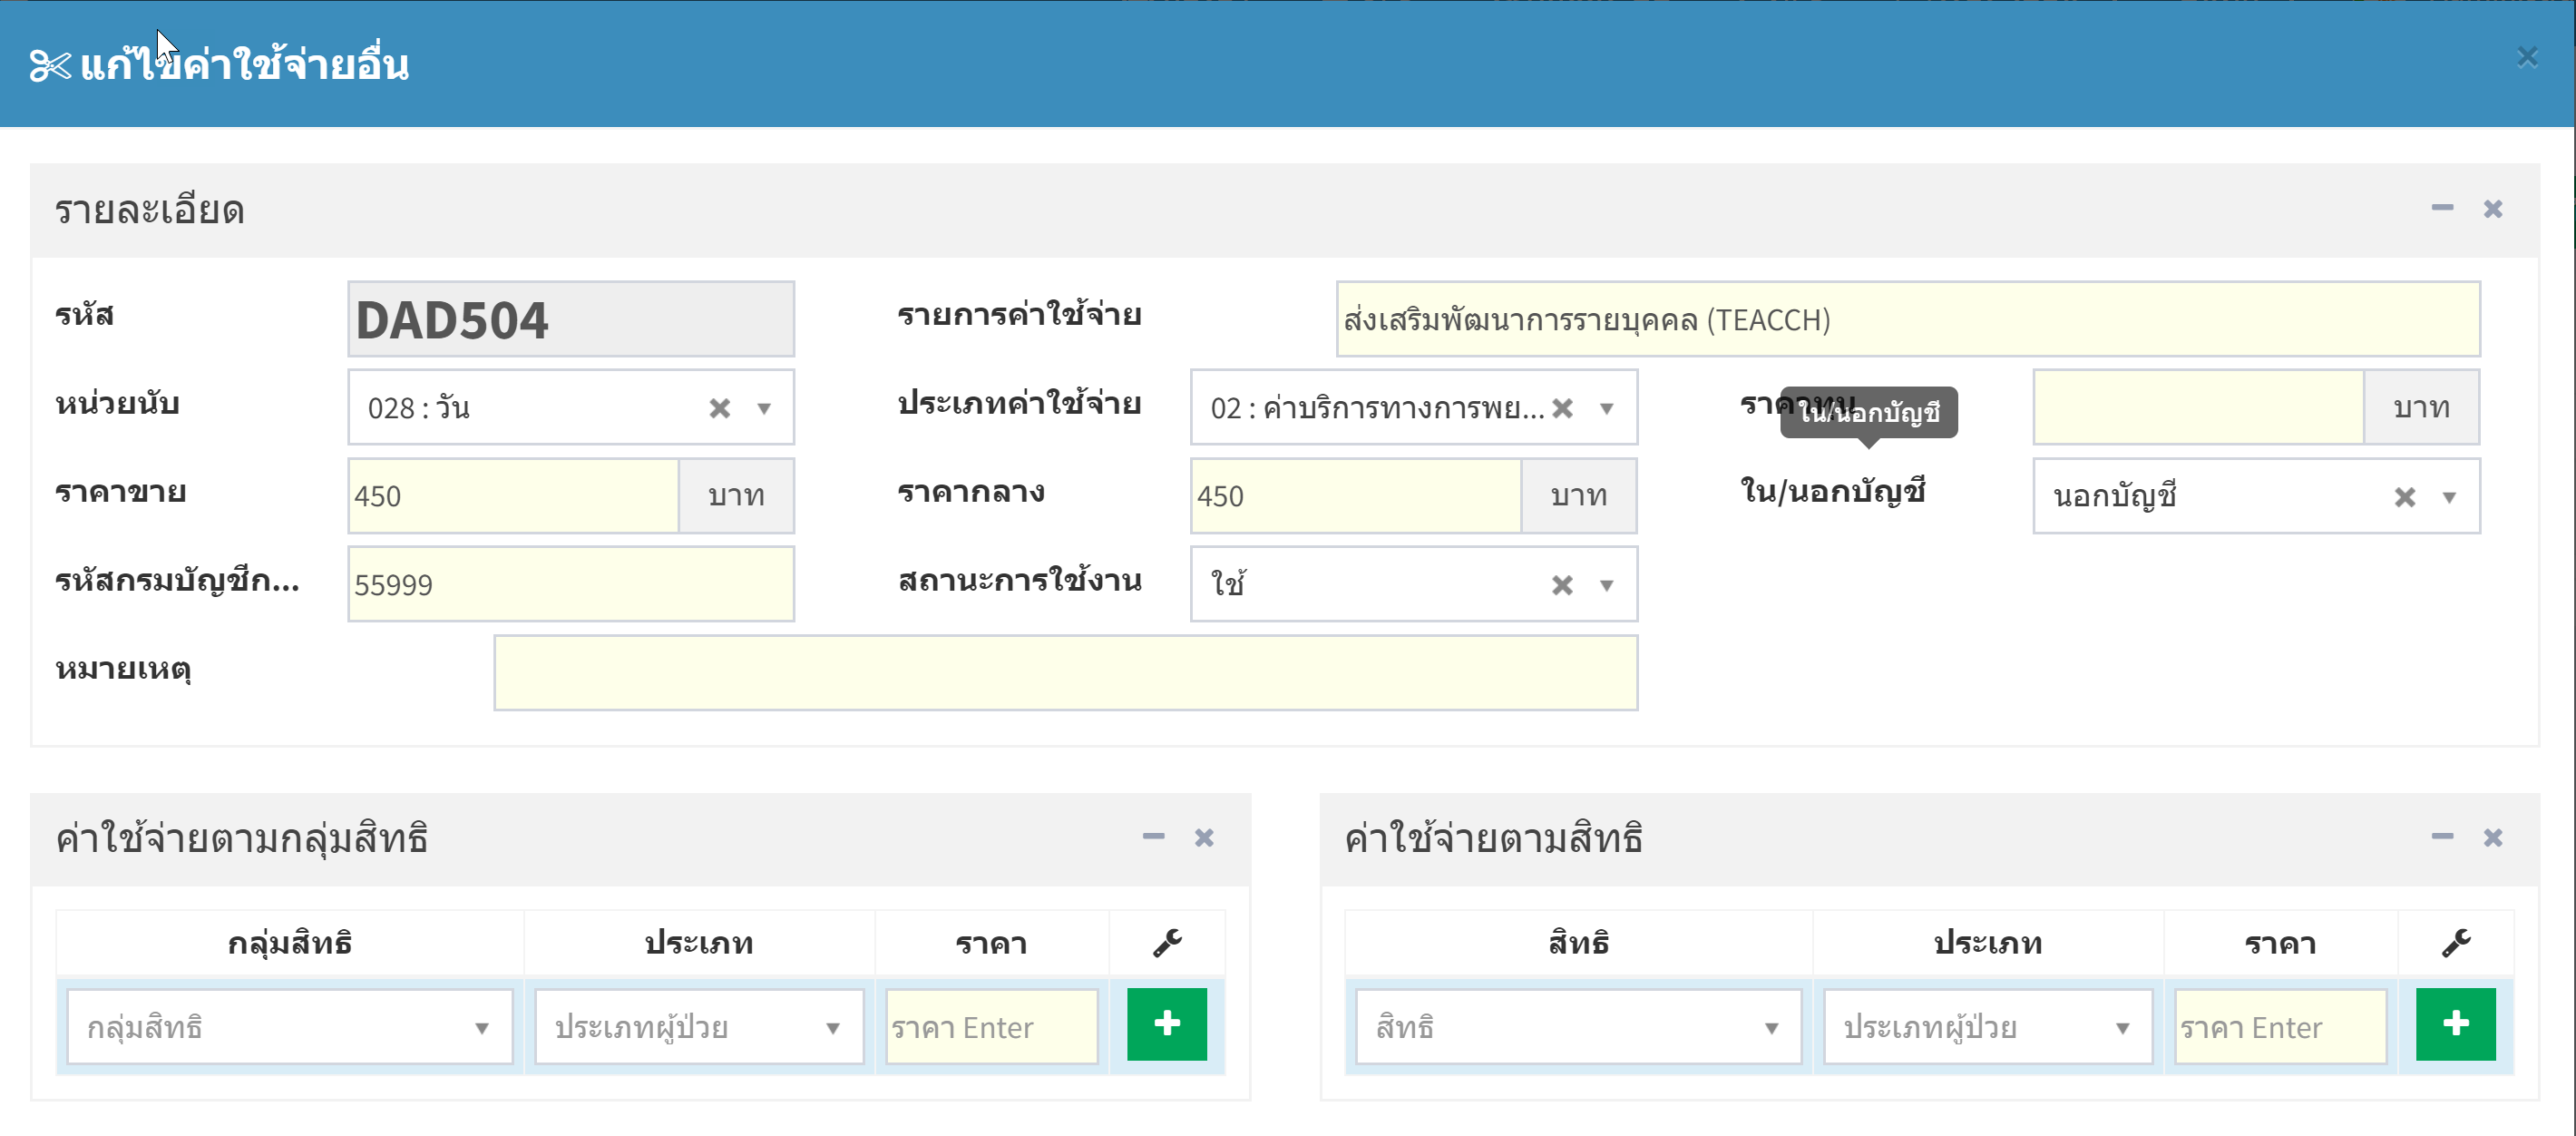 แก้ไขค่าใช้จ่ายอื่น
รายละเอียด
รหัส DAD504 รายการค่าใช้จ่าย ส่งเสริมพัฒนาการรายบุคคล (TEACCH)
หน่วยนับ 028 : วัน ประเภทค่าใช้จ่าย 02 : ค่าบริการทางการพย... ราคาทุน บาท
ใน/นอกบัญชี
ราคาขาย 450 บาท ราคากลาง 450 บาท ใน/นอกบัญชี นอกบัญชี
รหัสกรมบัญชีก... 55999 สถานะการใช้งาน ใช้
หมายเหตุ
ค่าใช้จ่ายตามกลุ่มสิทธิ
กลุ่มสิทธิ ประเภท ราคา
กลุ่มสิทธิ ประเภทผู้ป่วย ราคา Enter
ค่าใช้จ่ายตามสิทธิ
สิทธิ ประเภท ราคา
สิทธิ ประเภทผู้ป่วย ราคา Enter